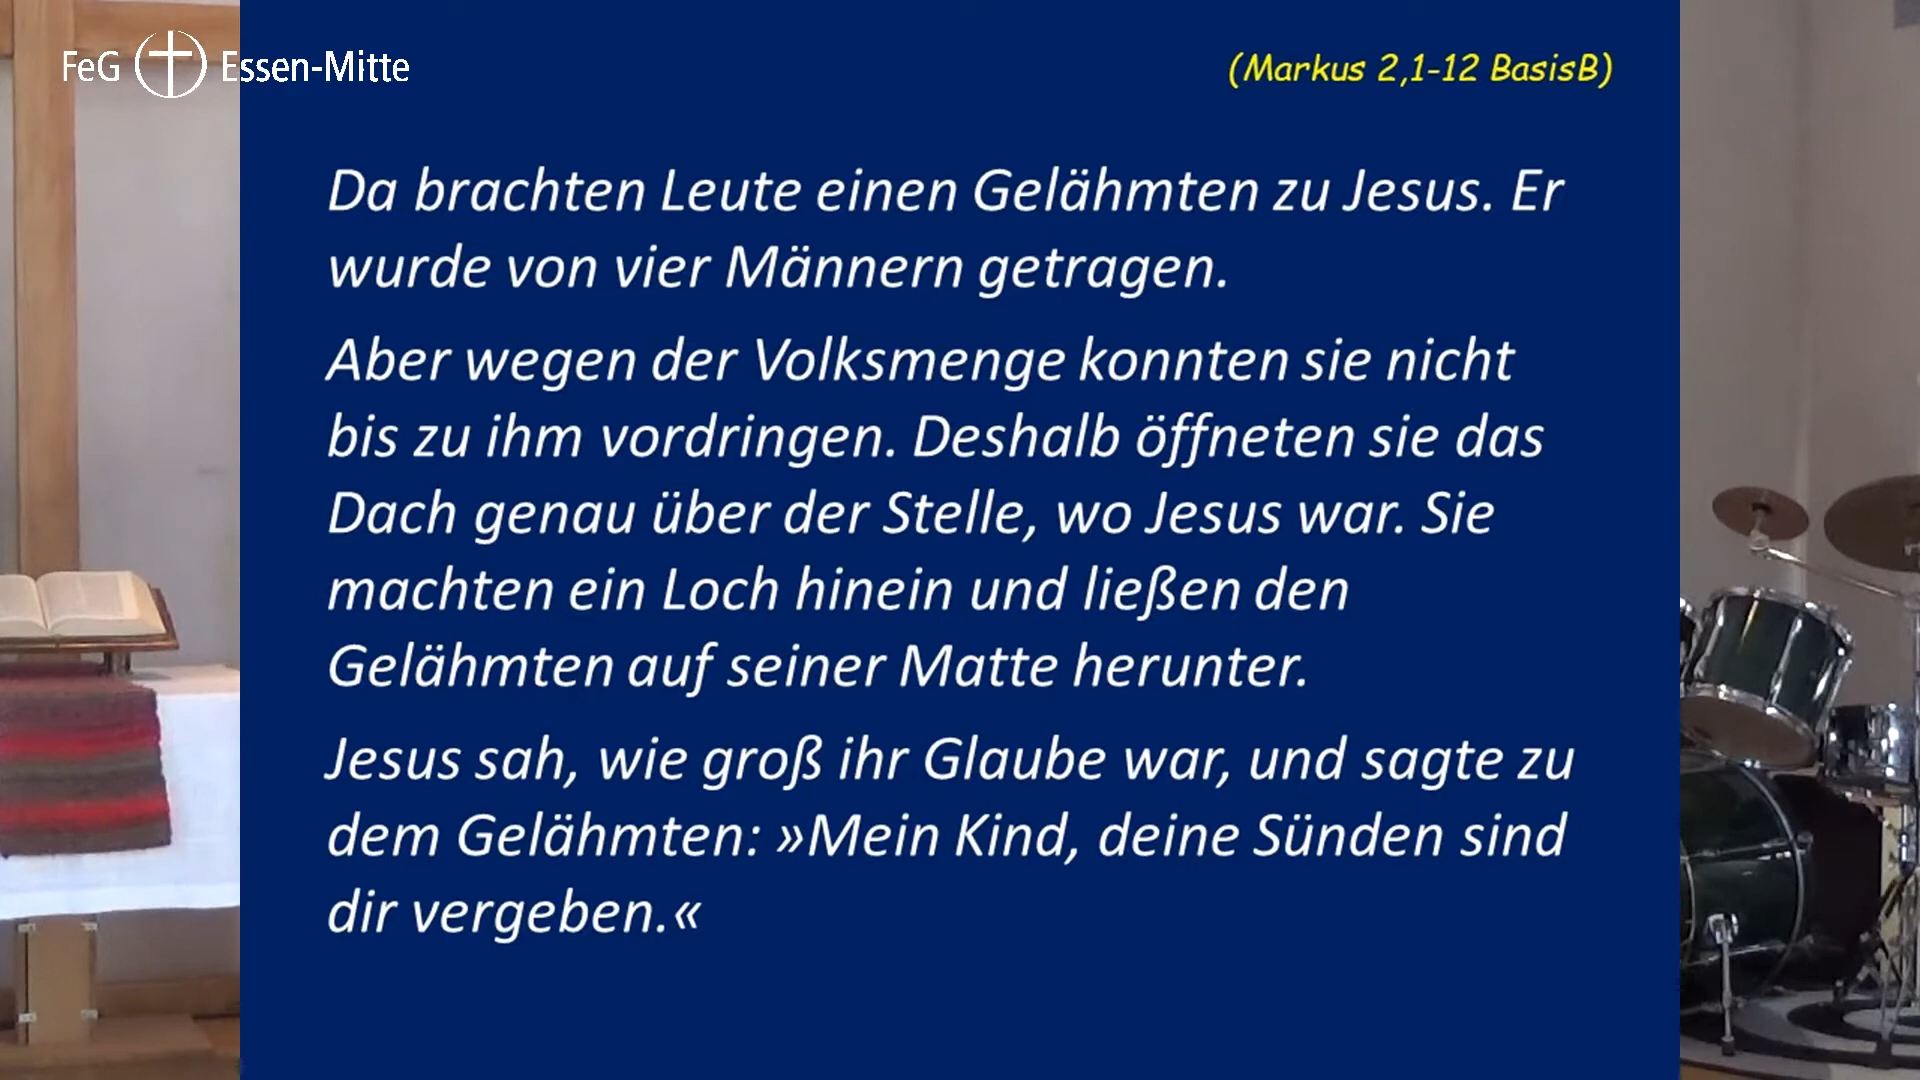 FeG Essen-Mitte
(Markus 2,1-12 BasisB)
Da brachten Leute einen Gelähmten zu Jesus. Er
wurde von vier Männern getragen.
Aber wegen der Volksmenge konnten sie nicht
bis zu ihm vordringen. Deshalb öffneten sie das
Dach genau über der Stelle, wo Jesus war. Sie
machten ein Loch hinein und ließen den
Gelähmten auf seiner Matte herunter.
Jesus sah, wie groß ihr Glaube war, und sagte zu
dem Gelähmten: »Mein Kind, deine Sünden sind
dir vergeben.«